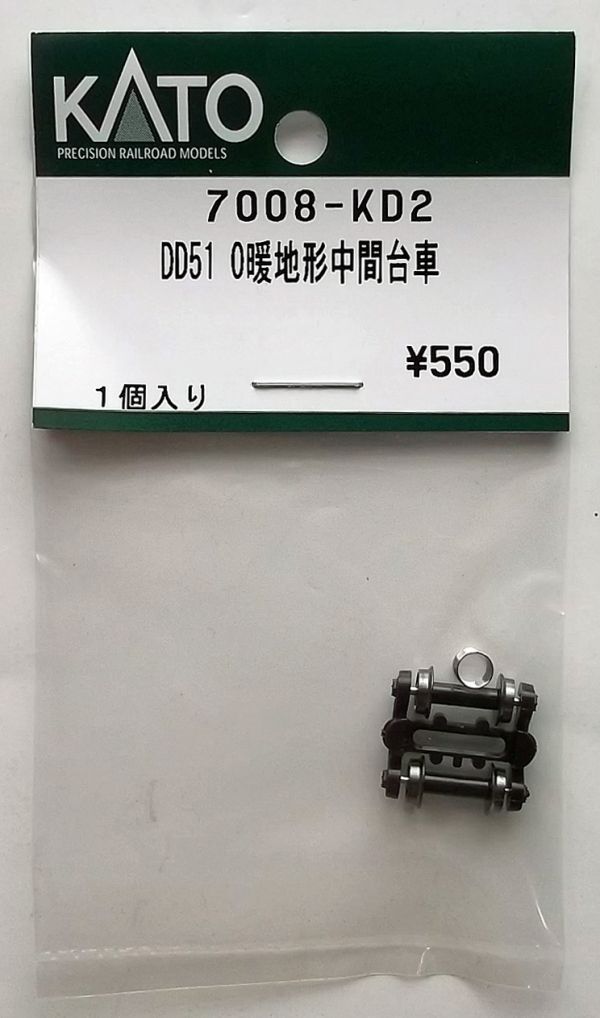 KATO
PRECISION RAILROAD MODELS
7008-KD2
DD51 0暖地形中間台車
¥550
1個入り